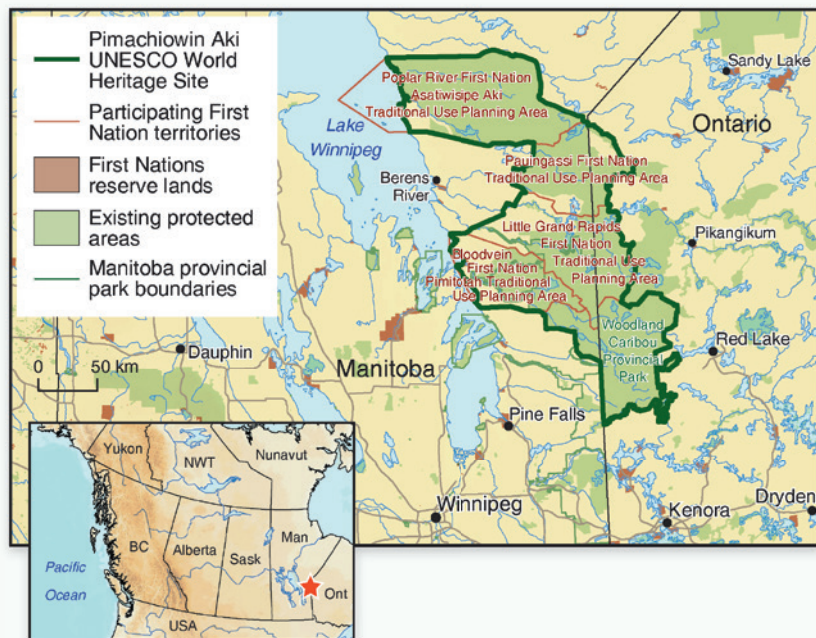 Pimachiowin Aki
UNESCO World
Heritage Site
Participating First
Nation territories
First Nations
reserve lands
Existing protected
areas
Manitoba provincial
park boundaries
0 50 km
Poplar River First Nation
Asatiwisipe Aki
Traditional Use Planning Area
Sandy Lake
Ontario
Lake
Winnipeg
Pauingassi First Nation
Traditional Use Planning Area
Berens
River
Little Grand Rapids
First Nation
Traditional Use
Planning Area
Pikangikum
Bloodvein
First Nation
Pimitotah Traditional
Use Planning Area
Woodland
Caribou
Provincial
Park
Red Lake
Dauphin
Manitoba
Pine Falls
Winnipeg
Kenora
Dryden
Yukon
NWT
Nunavut
BC
Alberta
Sask
Man
Ont
Pacific
Ocean
USA